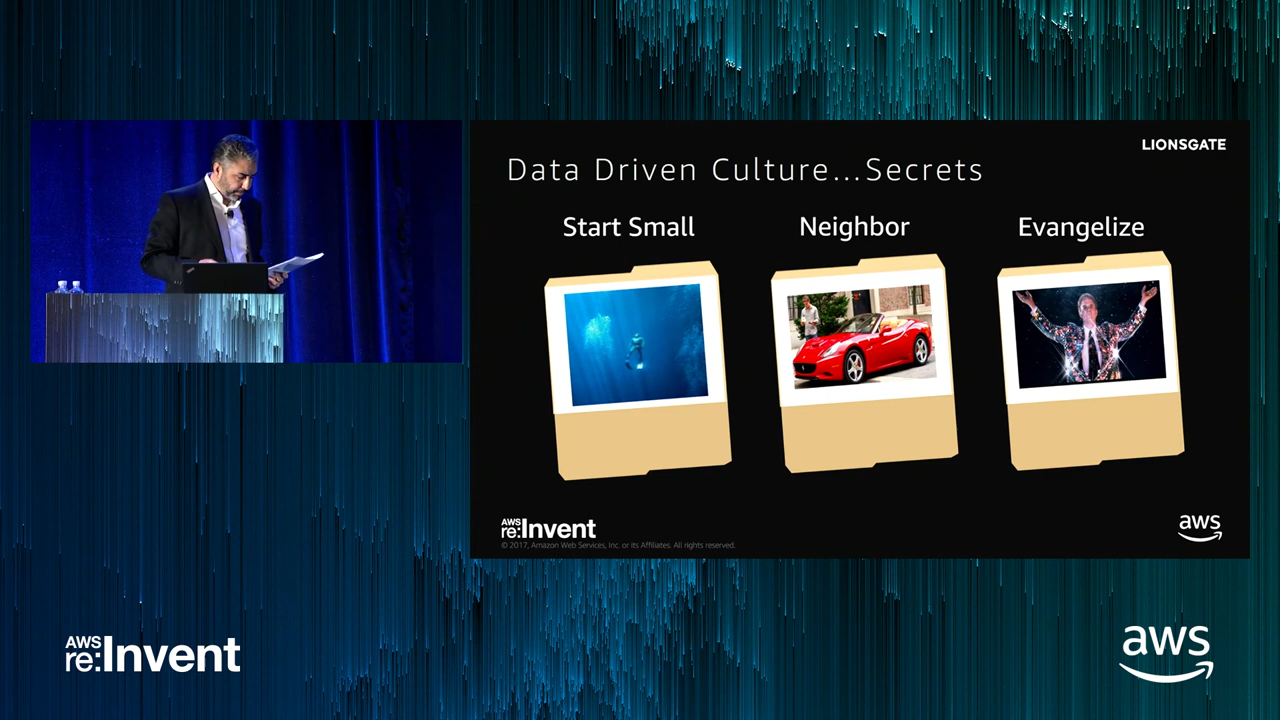 LIONSGATE
Data Driven Culture...Secrets
Start Small
Neighbor
Evangelize
AWS
re:Invent
© 2017, Amazon Web Services, Inc. or its Affiliates. All rights reserved.
aws
AWS
re:Invent
aws